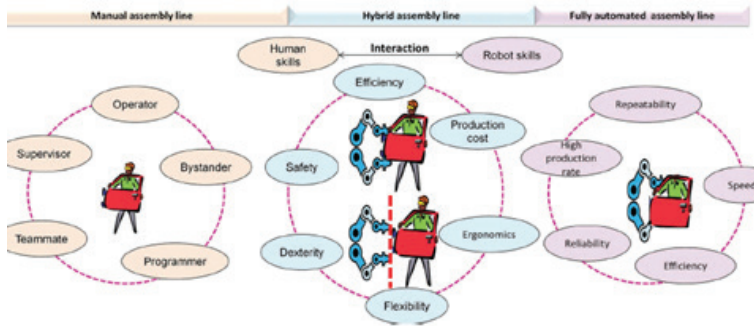 Manual assembly line
Hybrid assembly line
Fully automated assembly line
Human
skills
Interaction
Robot skills
Operator
Supervisor
Bystander
Teammate
Programmer
Efficiency
Production
cost
Safety
Dexterity
Ergonomics
Flexibility
Repeatability
High
production
rate
Speed
Reliability
Efficiency